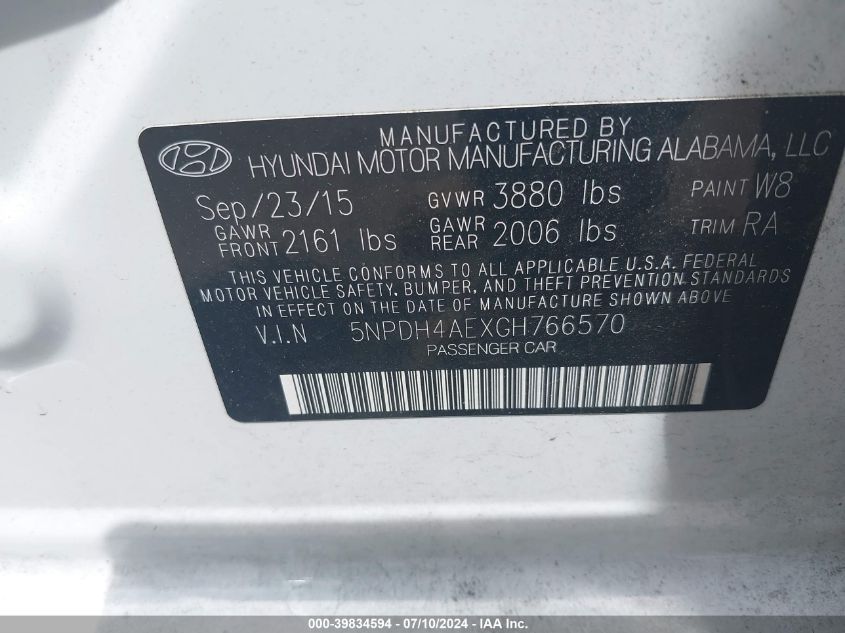 MANUFACTURED BY
HYUNDAI MOTOR MANUFACTURING ALABAMA, LLC
Sep/23/15 GVWR 3880 lbs PAINT W8
GAWR FRONT 2161 lbs GAWR REAR 2006 lbs TRIM RA
THIS VEHICLE CONFORMS TO ALL APPLICABLE U.S.A. FEDERAL
MOTOR VEHICLE SAFETY, BUMPER, AND THEFT PREVENTION STANDARDS
IN EFFECT ON THE DATE OF MANUFACTURE SHOWN ABOVE
V.I.N 5NPDH4AEXGH766570
PASSENGER CAR
000-39834594 - 07/10/2024 - IAA Inc.